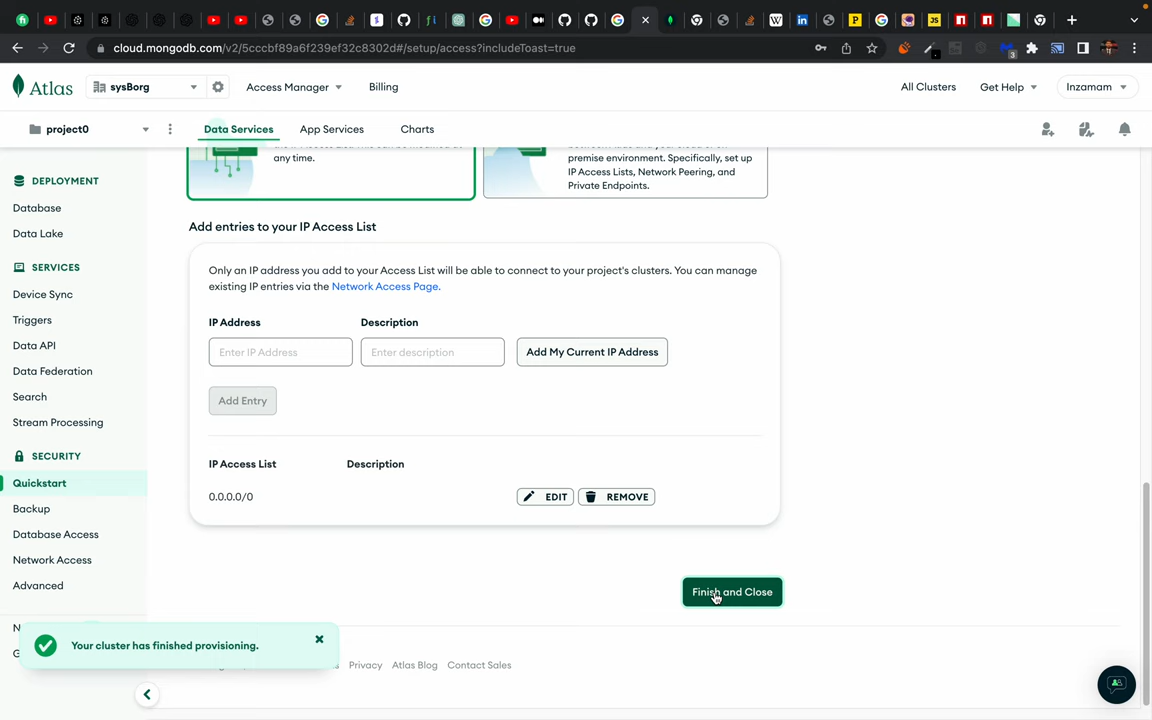 cloud.mongodb.com/v2/5cccbf89a6f239ef32c8302d#/setup/access?includeToast=true
3
Atlas
sysBorg
Access Manager
Billing
All Clusters
Get Help
Inzamam
project0
Data Services
App Services
Charts
DEPLOYMENT
Database
Data Lake
SERVICES
Device Sync
Triggers
Data API
Data Federation
Search
Stream Processing
SECURITY
Quickstart
Backup
Database Access
Network Access
Advanced
any time.
premise environment. Specifically, set up
IP Access Lists, Network Peering, and
Private Endpoints.
Add entries to your IP Access List
Only an IP address you add to your Access List will be able to connect to your project's clusters. You can manage
existing IP entries via the Network Access Page.
IP Address
Description
Enter IP Address
Enter description
Add My Current IP Address
Add Entry
IP Access List
Description
0.0.0.0/0
EDIT
REMOVE
Finish and Close
Your cluster has finished provisioning.
Privacy
Atlas Blog
Contact Sales